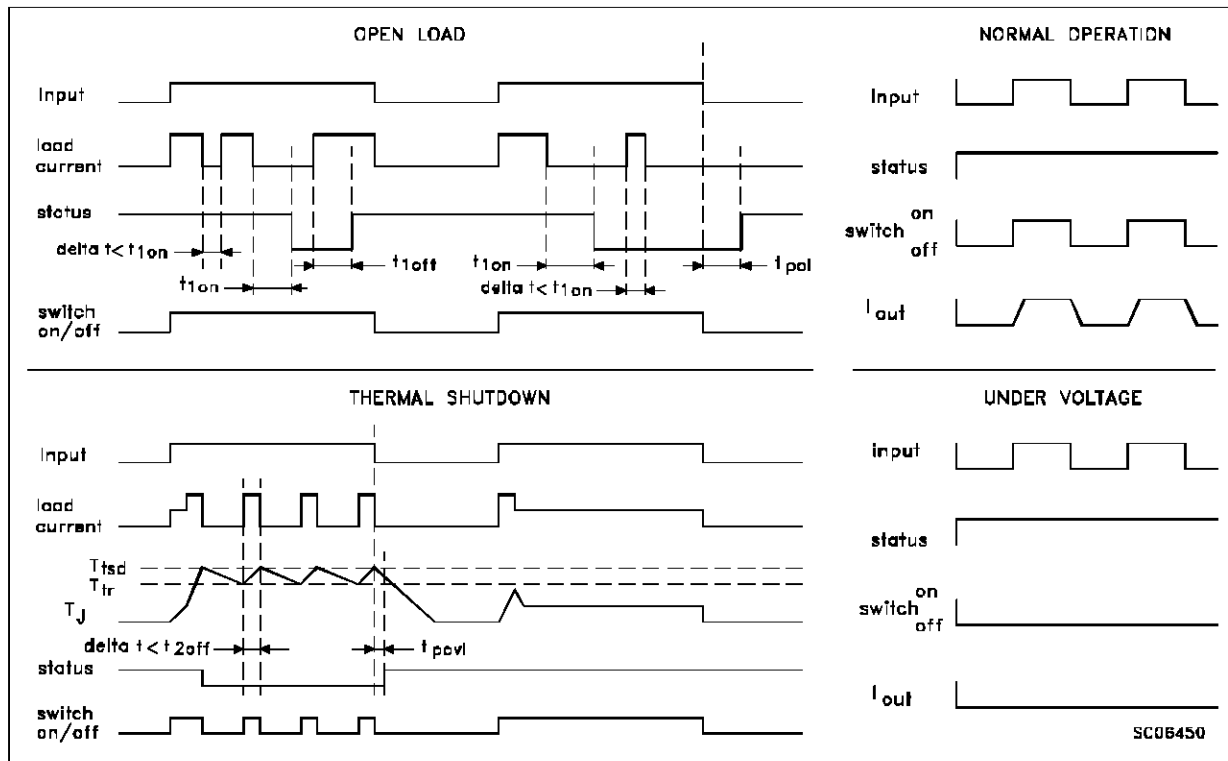 OPEN LOAD
Input
load
current
status
delta t < t1on
t1on
t1off
t1on
delta t < t1on
tpol
switch
on/off
NORMAL OPERATION
Input
status
switch on
off
Iout
THERMAL SHUTDOWN
Input
load
current
Ttsd
Ttr
TJ
delta t < t2off
tpovl
status
switch
on/off
UNDER VOLTAGE
input
status
switch on
off
Iout
SC06450